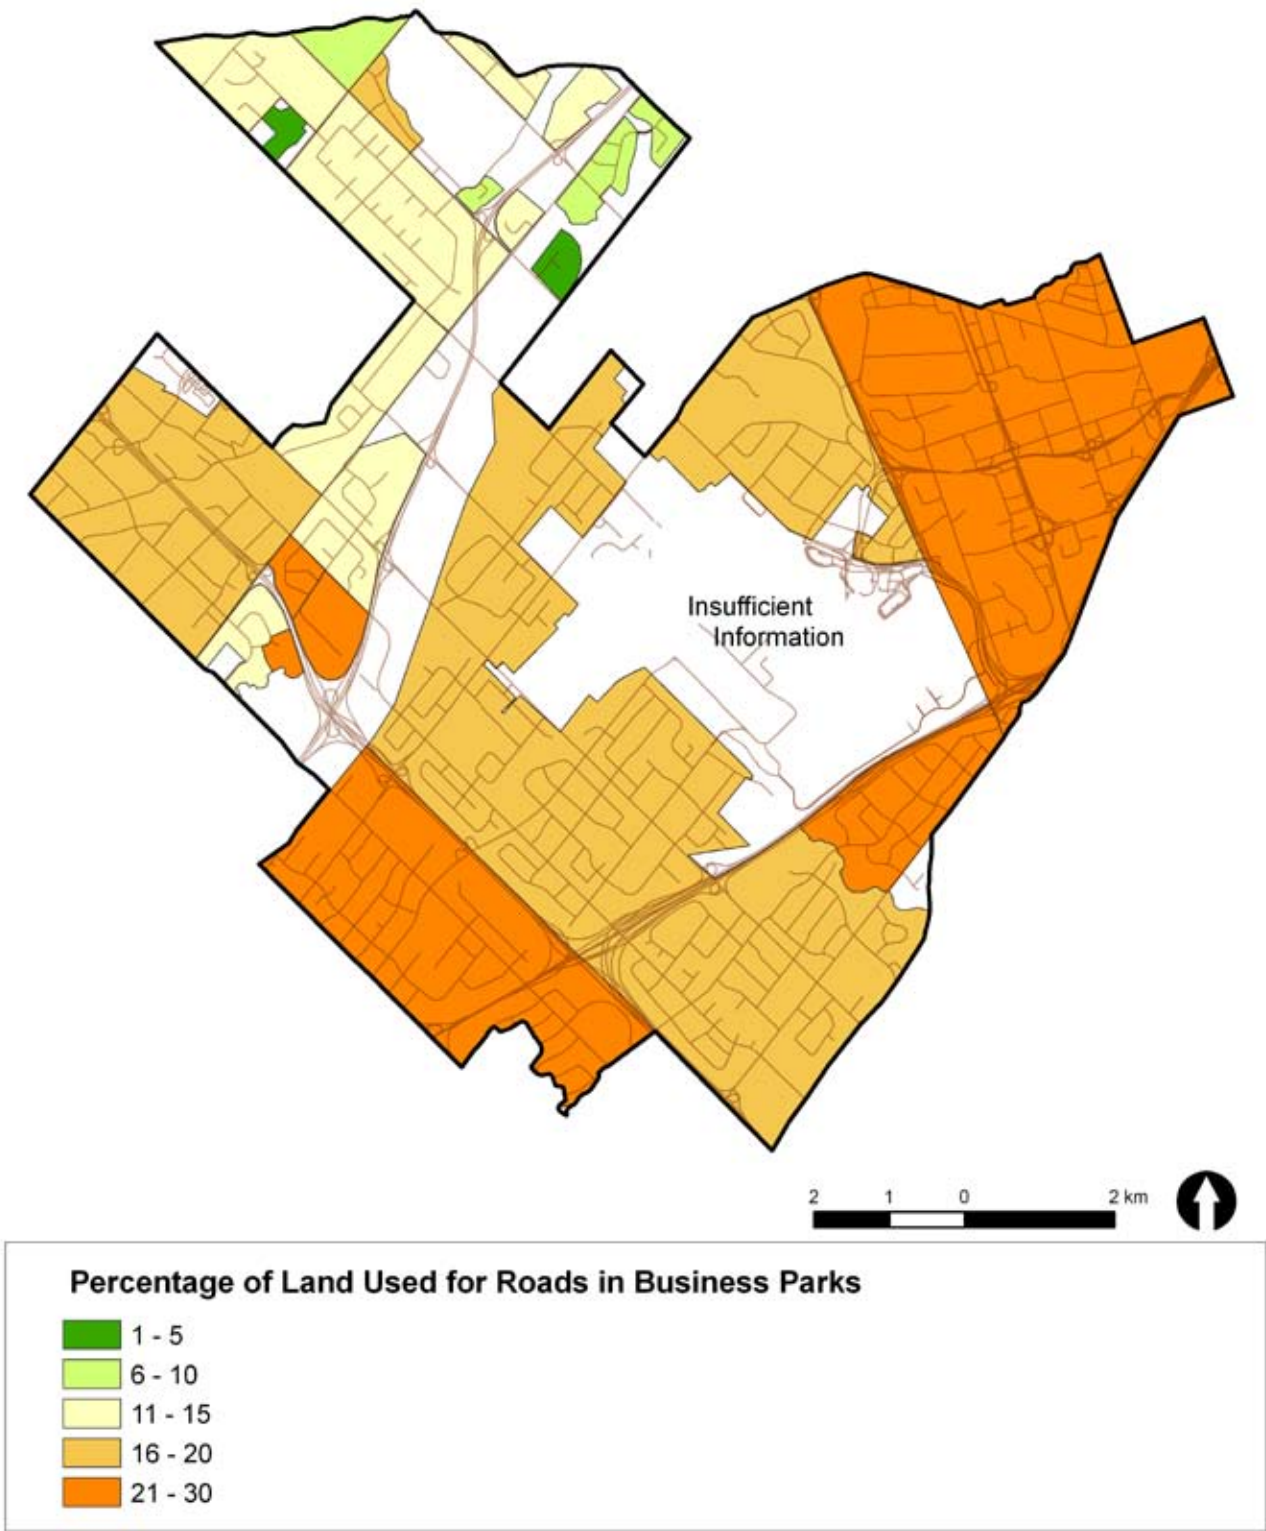 Insufficient
Information
2 1 0 2 km
Percentage of Land Used for Roads in Business Parks
1 - 5
6 - 10
11 - 15
16 - 20
21 - 30